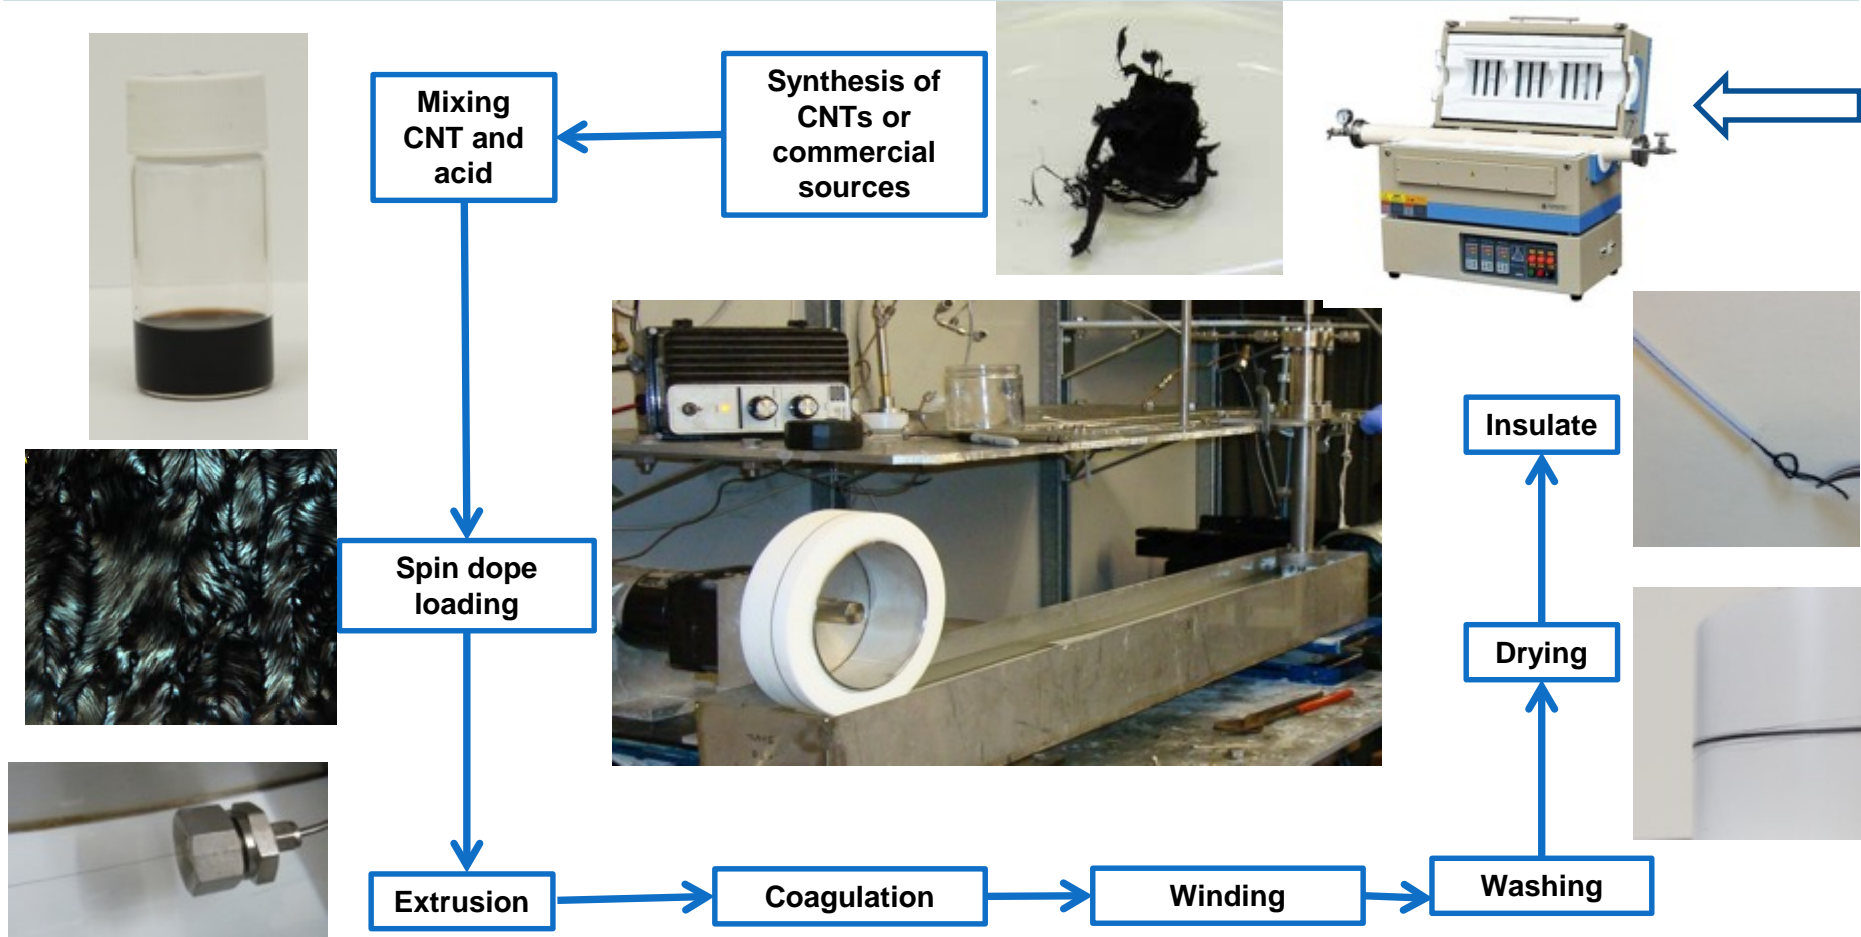 Mixing
CNT and
acid
Synthesis of
CNTs or
commercial
sources
Spin dope
loading
Extrusion
Coagulation
Winding
Washing
Drying
Insulate